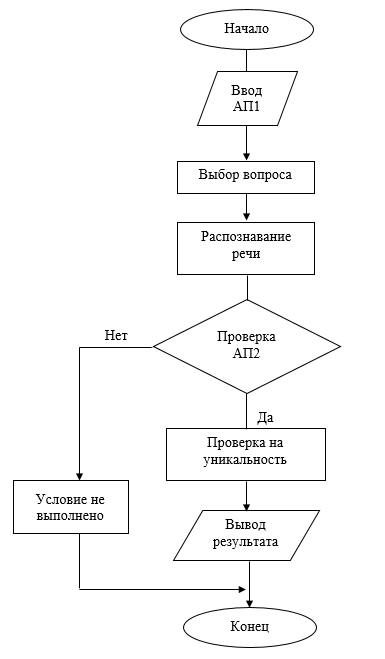 Начало
Ввод
АП1
Выбор вопроса
Распознавание
речи
Проверка
АП2
Нет
Да
Проверка на
уникальность
Условие не
выполнено
Вывод
результата
Конец